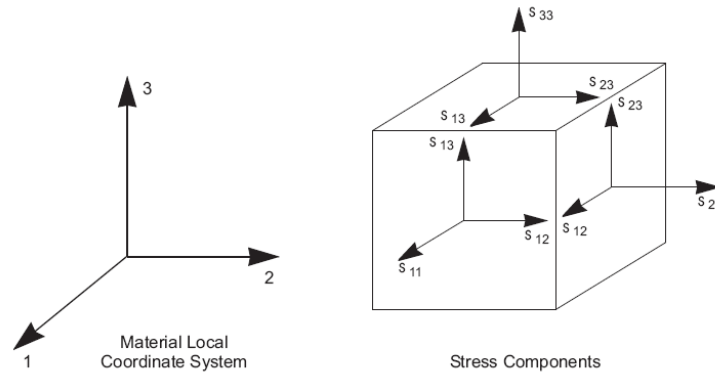 3
2
1
Material Local
Coordinate System
s 33
s 23
s 13
s 23
s 13
s 12
s 12
s 11
s 2
Stress Components